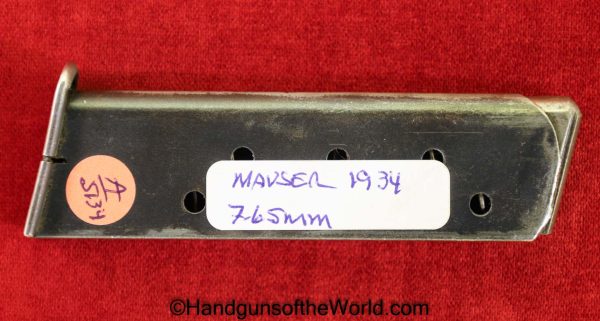 A
5134
MAUSER 1934
7.65mm
©HandgunsoftheWorld.com